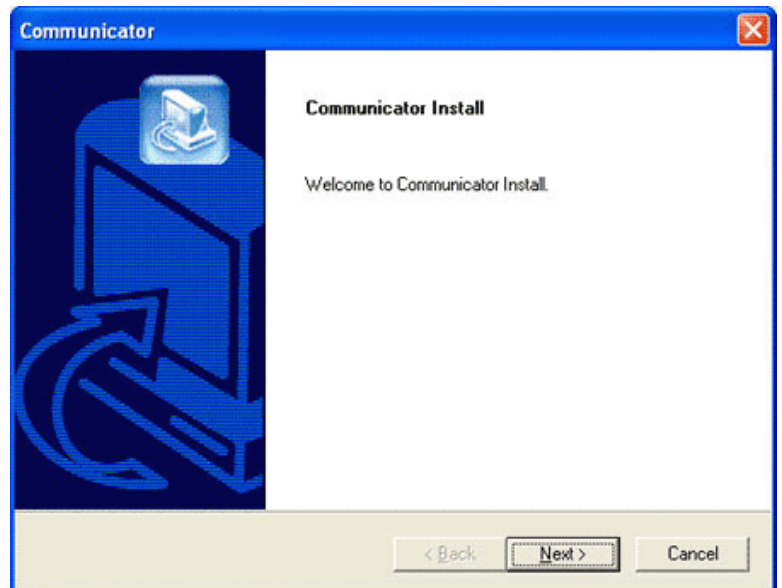 Communicator
Communicator Install
Welcome to Communicator Install.
< Back Next > Cancel